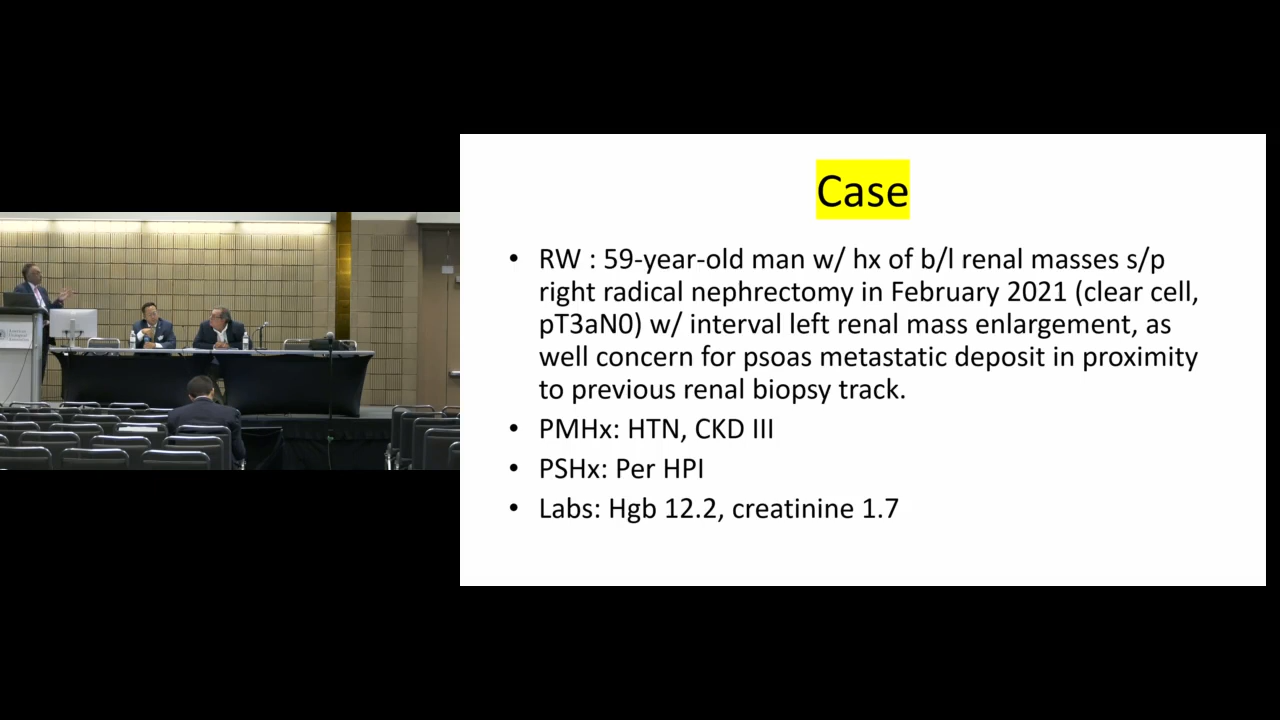 Case
• RW : 59-year-old man w/ hx of b/l renal masses s/p
right radical nephrectomy in February 2021 (clear cell,
pT3aN0) w/ interval left renal mass enlargement, as
well concern for psoas metastatic deposit in proximity
to previous renal biopsy track.
• PMHx: HTN, CKD III
• PSHx: Per HPI
• Labs: Hgb 12.2, creatinine 1.7